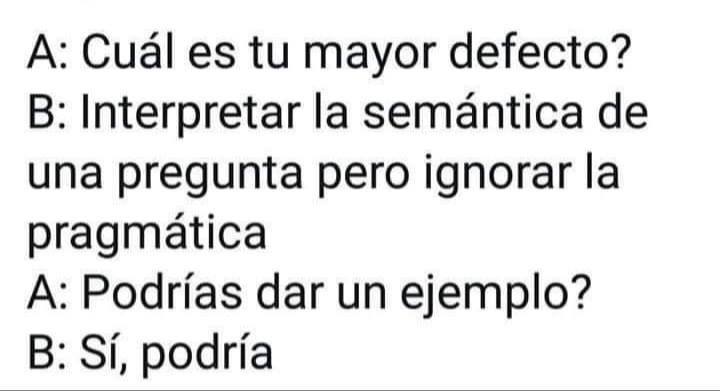 A: Cuál es tu mayor defecto?
B: Interpretar la semántica de
una pregunta pero ignorar la
pragmática
A: Podrías dar un ejemplo?
B: Sí, podría